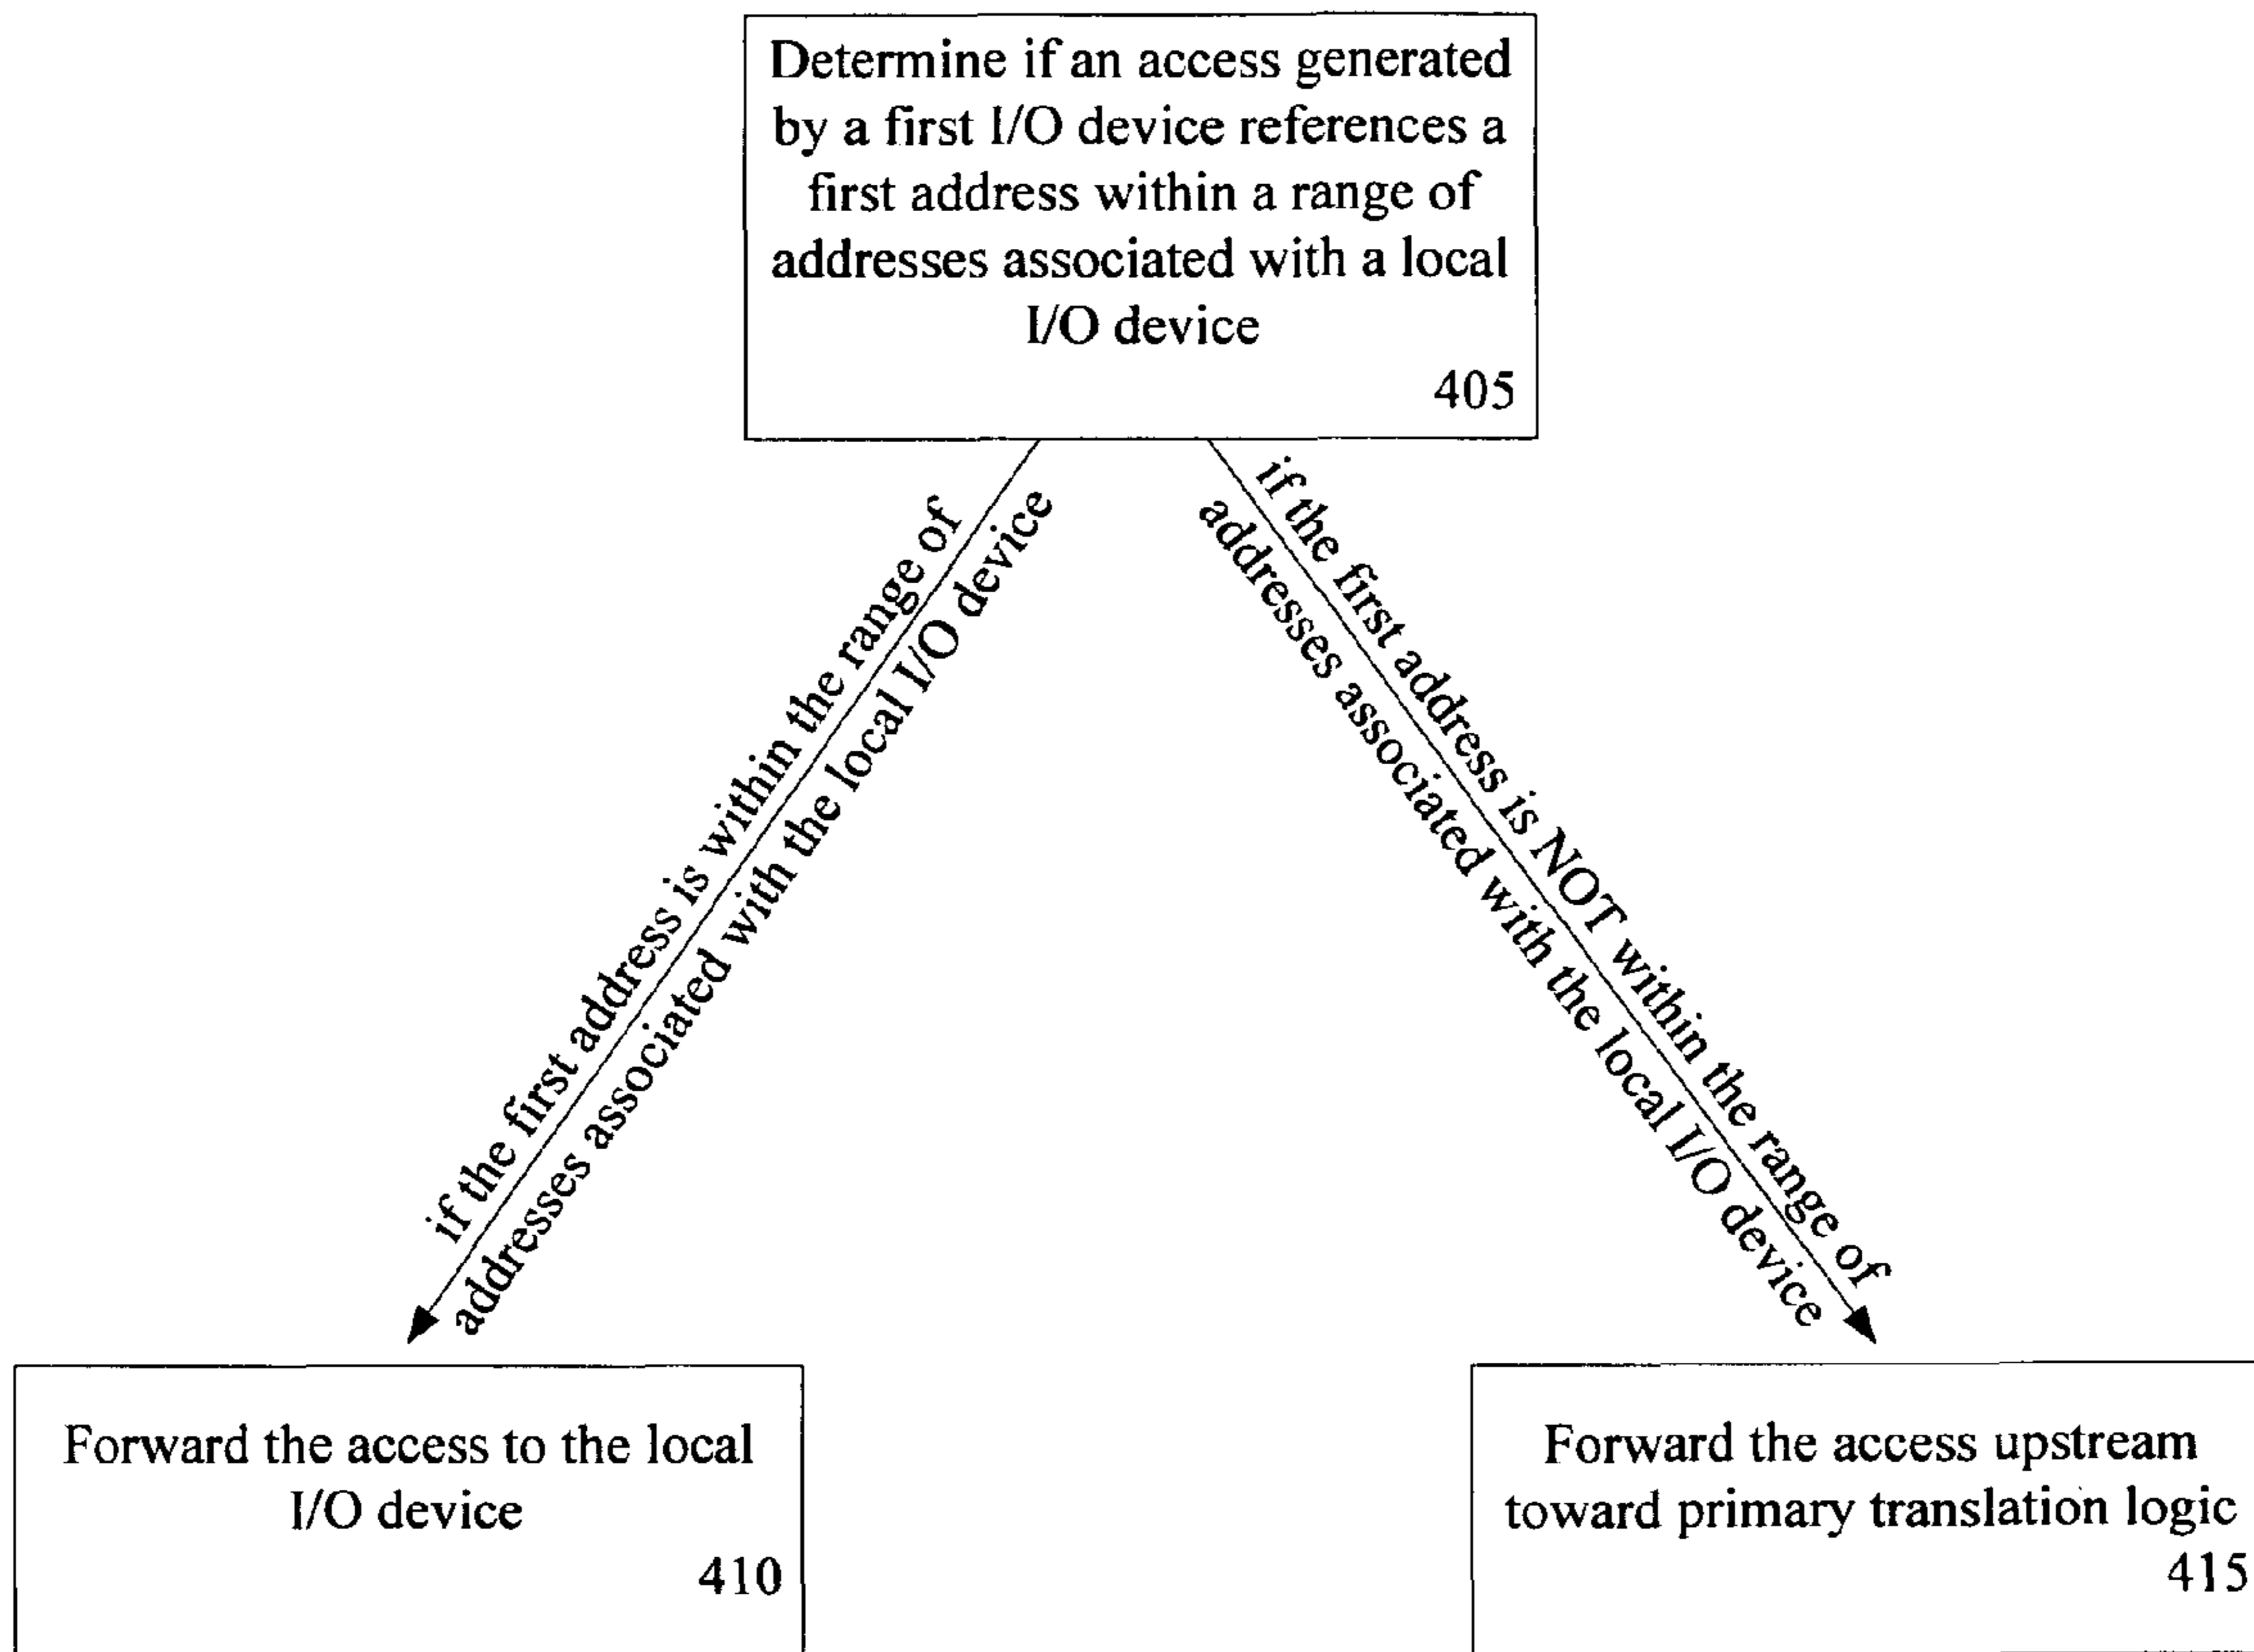 Determine if an access generated
by a first I/O device references a
first address within a range of
addresses associated with a local
I/O device
405
if the first address is within the range of
addresses associated with the local I/O device
if the first address is NOT within the range of
addresses associated with the local I/O device
Forward the access to the local
I/O device
410
Forward the access upstream
toward primary translation logic
415